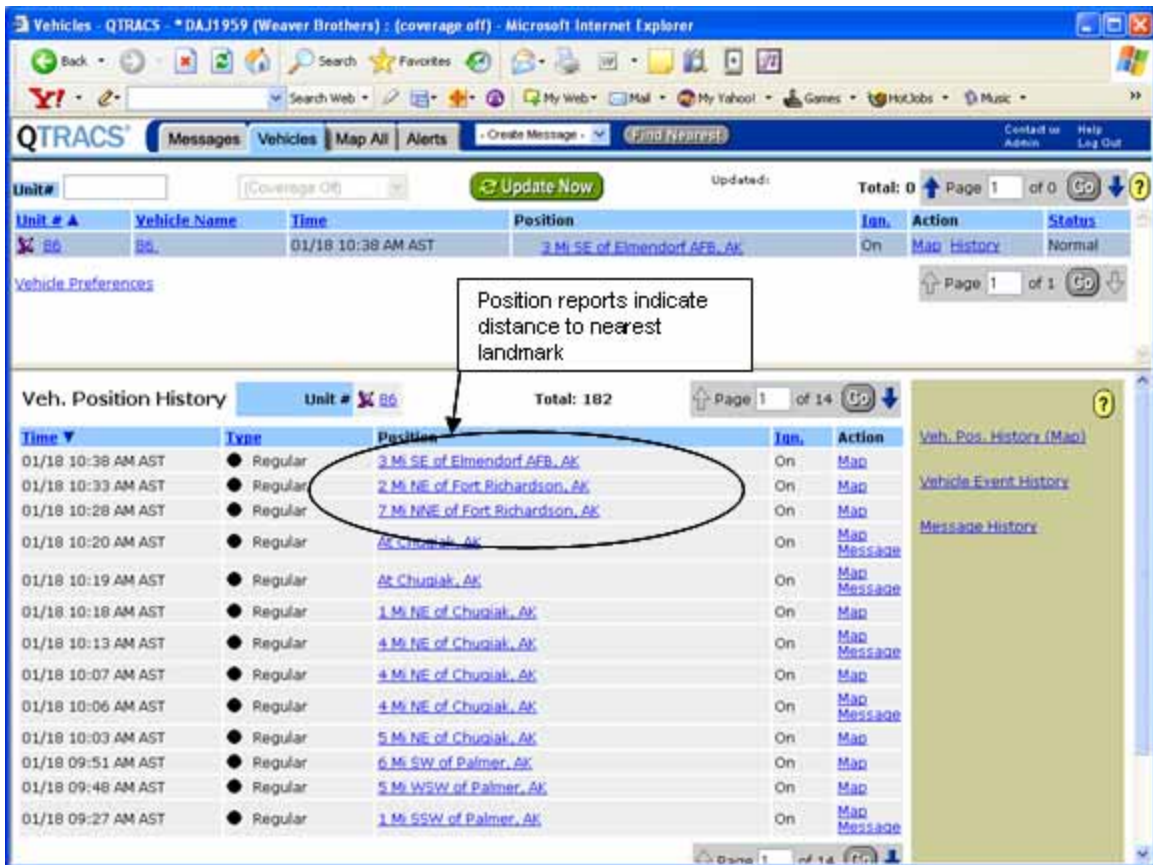 Vehicles - QTRACS - *DAJ1959 (Weaver Brothers) : (coverage off) - Microsoft Internet Explorer
Back Search Favorites
Y! Search Web My Web Mail My Yahoo! Games HotJobs Music »
QTRACS Messages Vehicles Map All Alerts - Create Message - Find Nearest Contact us Help
Admin Log Out
Unit# (Coverage Off) Update Now Updated: Total: 0 Page 1 of 0 Go ?
Unit # Vehicle Name Time Position Ign. Action Status
86 86. 01/18 10:38 AM AST 3 Mi SE of Elmendorf AFB, AK On Map History Normal
Vehicle Preferences Page 1 of 1 Go
Position reports indicate
distance to nearest
landmark
Veh. Position History Unit # 86 Total: 182 Page 1 of 14 Go ?
Time Type Position Ign. Action Veh. Pos. History (Map)
01/18 10:38 AM AST Regular 3 Mi SE of Elmendorf AFB, AK On Map
01/18 10:33 AM AST Regular 2 Mi NE of Fort Richardson, AK On Map Vehicle Event History
01/18 10:28 AM AST Regular 7 Mi NNE of Fort Richardson, AK On Map
01/18 10:20 AM AST Regular At Chugiak, AK On Map Message Message History
01/18 10:19 AM AST Regular At Chugiak, AK On Map Message
01/18 10:18 AM AST Regular 1 Mi NE of Chugiak, AK On Map
01/18 10:13 AM AST Regular 4 Mi NE of Chugiak, AK On Map Message
01/18 10:07 AM AST Regular 4 Mi NE of Chugiak, AK On Map
01/18 10:06 AM AST Regular 4 Mi NE of Chugiak, AK On Map Message
01/18 10:03 AM AST Regular 5 Mi NE of Chugiak, AK On Map
01/18 09:51 AM AST Regular 6 Mi SW of Palmer, AK On Map
01/18 09:48 AM AST Regular 5 Mi WSW of Palmer, AK On Map
01/18 09:27 AM AST Regular 1 Mi SSW of Palmer, AK On Map Message
Page 1 of 14 Go